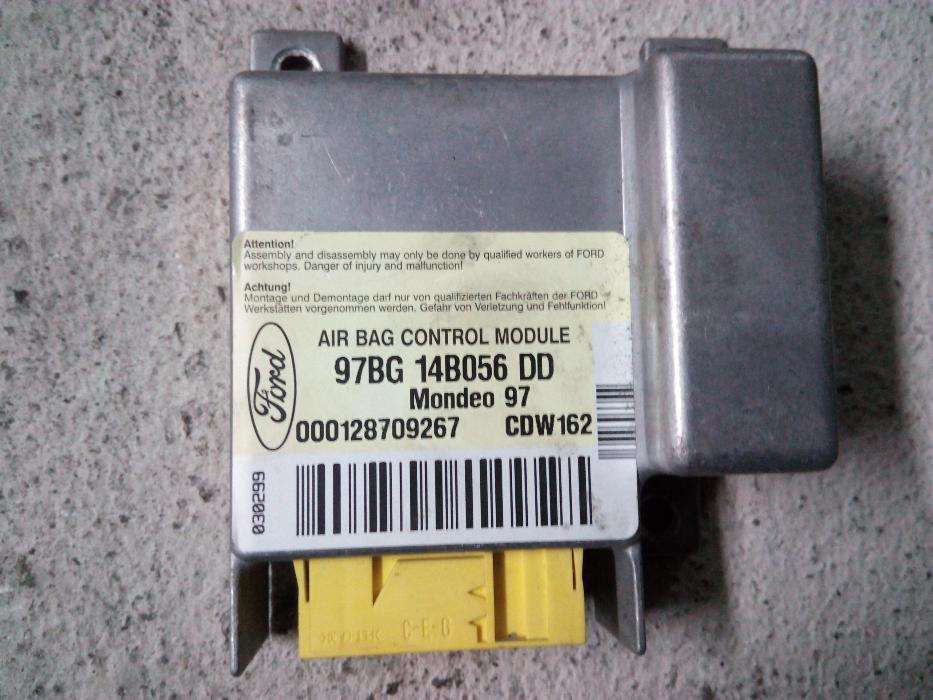 Attention!
Assembly and disassembly may only be done by qualified workers of FORD
workshops. Danger of injury and malfunction!
Achtung!
Montage und Demontage darf nur von qualifizierten Fachkräften der FORD –
Werkstätten vorgenommen werden. Gefahr von Verletzung und Fehlfunktion!
Ford
AIR BAG CONTROL MODULE
97BG 14B056 DD
Mondeo 97
000128709267 CDW162
030299